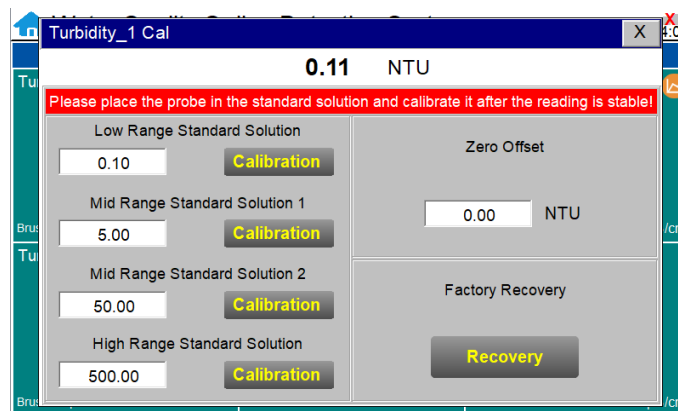 Turbidity_1 Cal
X
0.11 NTU
Please place the probe in the standard solution and calibrate it after the reading is stable!
Low Range Standard Solution
0.10 Calibration
Mid Range Standard Solution 1
5.00 Calibration
Mid Range Standard Solution 2
50.00 Calibration
High Range Standard Solution
500.00 Calibration
Zero Offset
0.00 NTU
Factory Recovery
Recovery